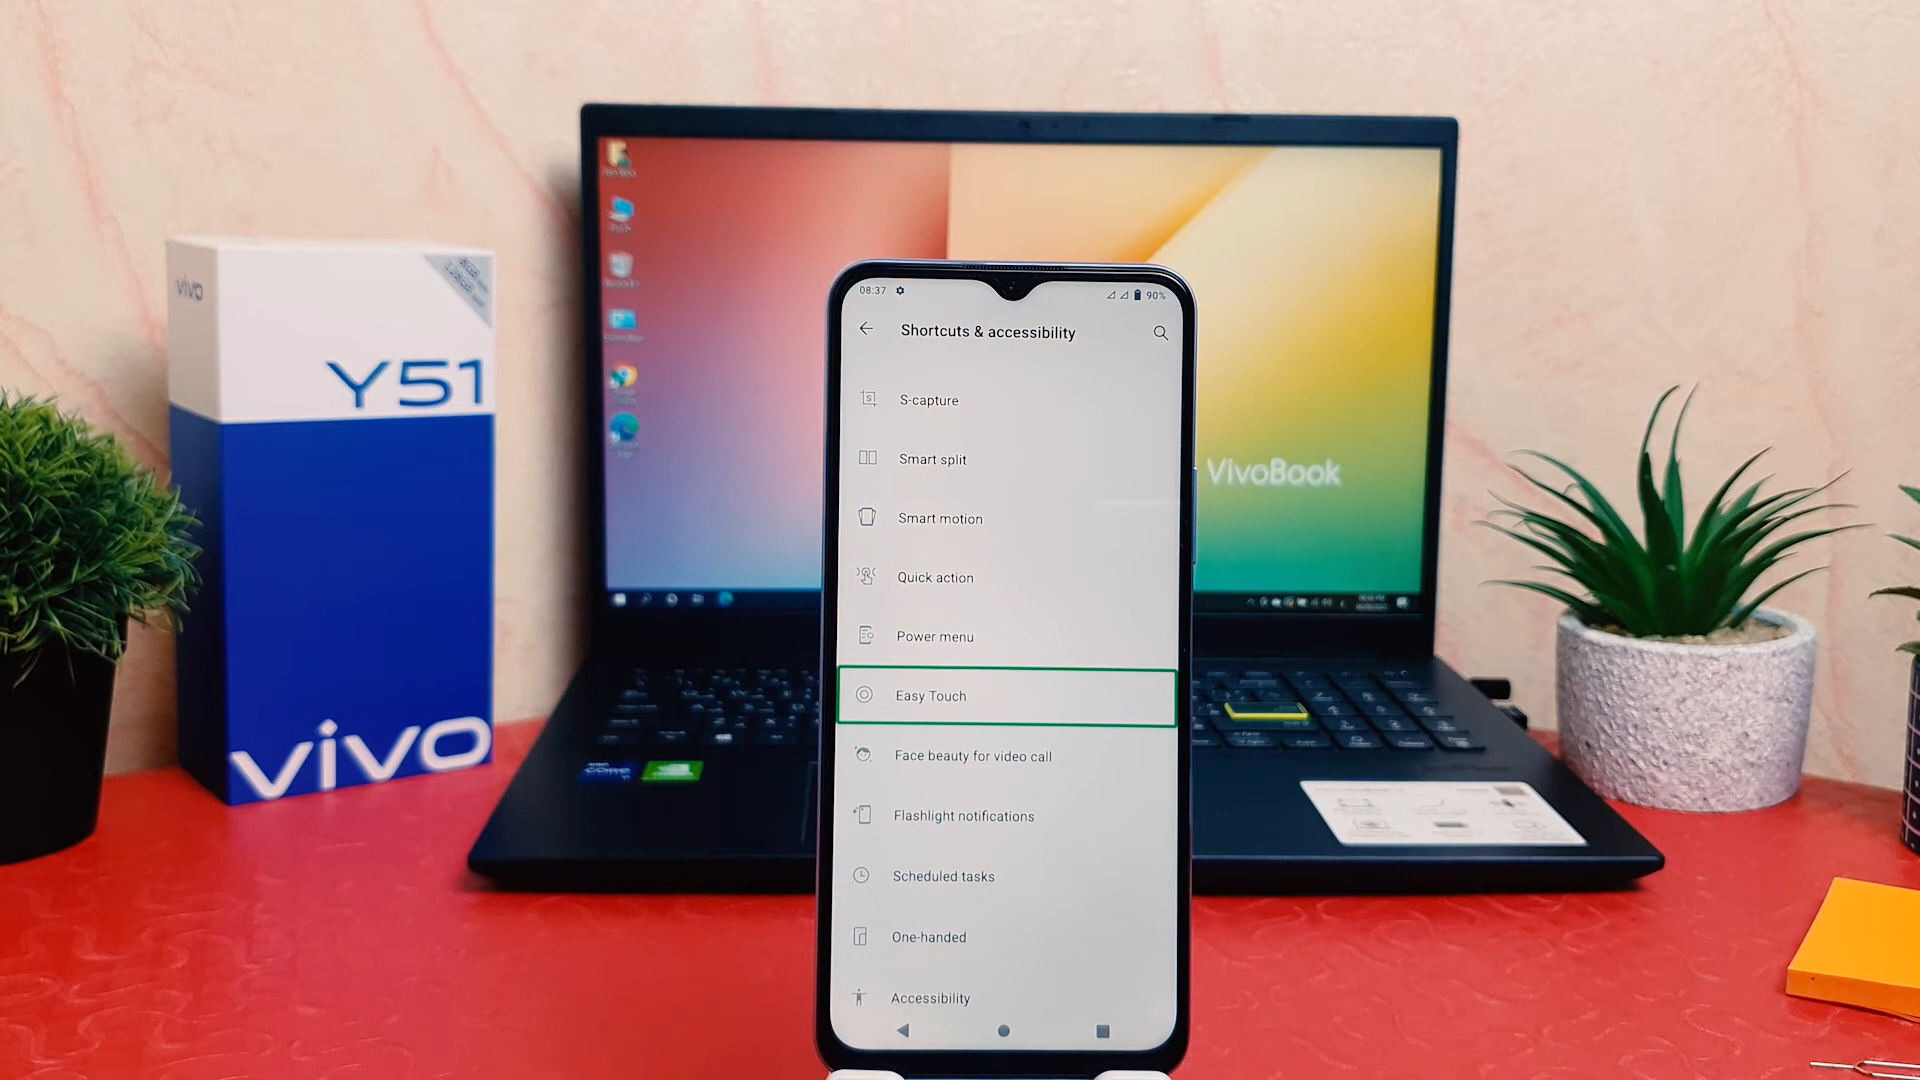 vivo
Y51
vivo
VivoBook
08:37
90%
Shortcuts & accessibility
S-capture
Smart split
Smart motion
Quick action
Power menu
Easy Touch
Face beauty for video call
Flashlight notifications
Scheduled tasks
One-handed
Accessibility